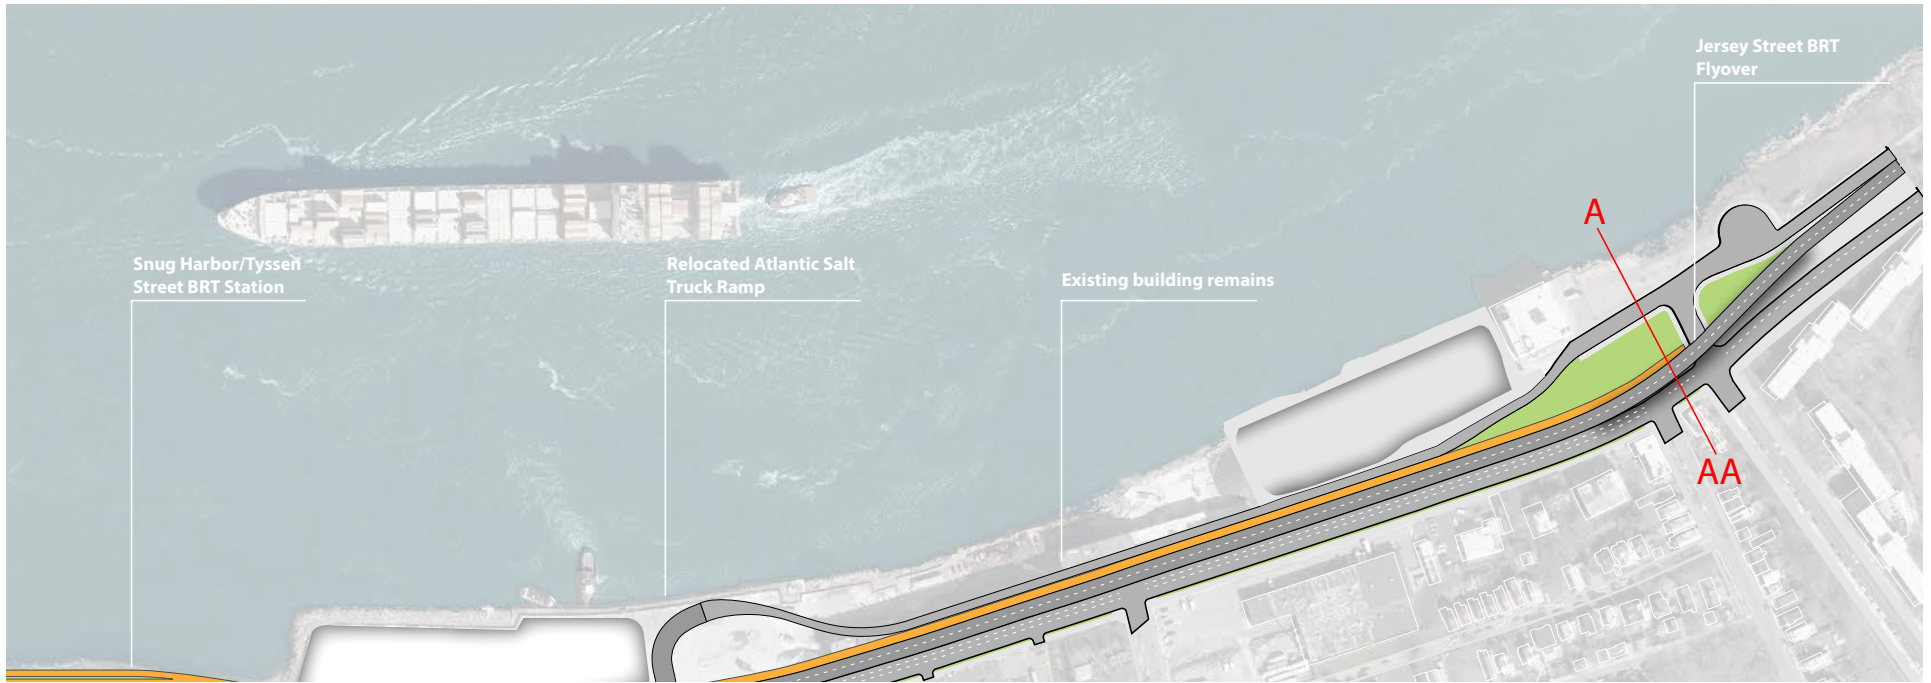 Jersey Street BRT
Flyover
A
Snug Harbor/Tyssen
Street BRT Station
Relocated Atlantic Salt
Truck Ramp
Existing building remains
AA